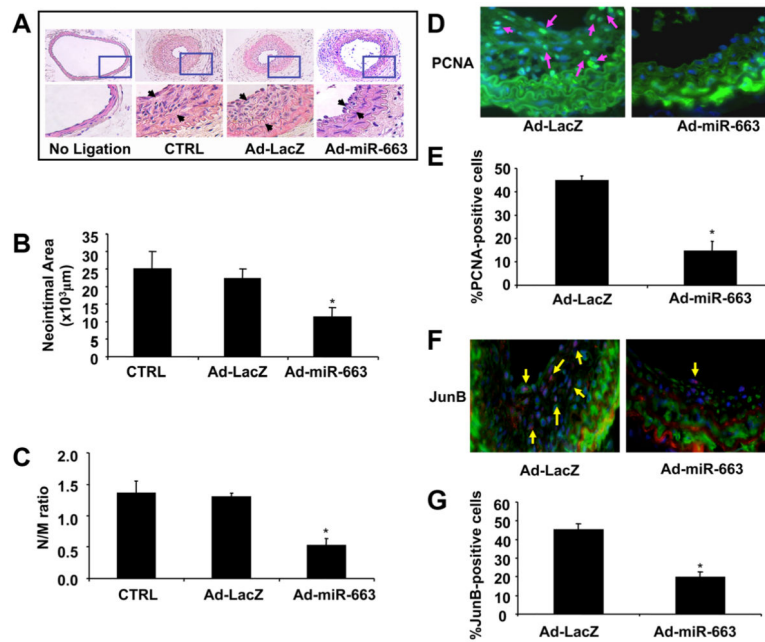 A
No Ligation CTRL Ad-LacZ Ad-miR-663
B
Neointimal Area
(x10³μm)
35
30
25
20
15
10
5
0
CTRL Ad-LacZ Ad-miR-663
*
C
N/M ratio
2.0
1.5
1.0
0.5
0.0
CTRL Ad-LacZ Ad-miR-663
*
D
PCNA
Ad-LacZ Ad-miR-663
E
%PCNA-positive cells
50
40
30
20
10
0
Ad-LacZ Ad-miR-663
*
F
JunB
Ad-LacZ Ad-miR-663
G
%JunB-positive cells
60
50
40
30
20
10
0
Ad-LacZ Ad-miR-663
*